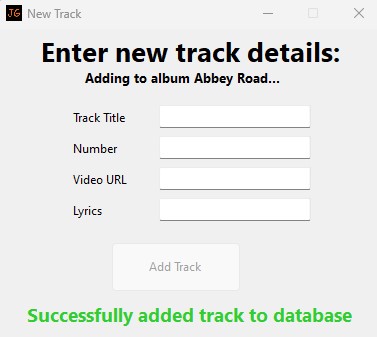 JG New Track
Enter new track details:
Adding to album Abbey Road...
Track Title
Number
Video URL
Lyrics
Add Track
Successfully added track to database